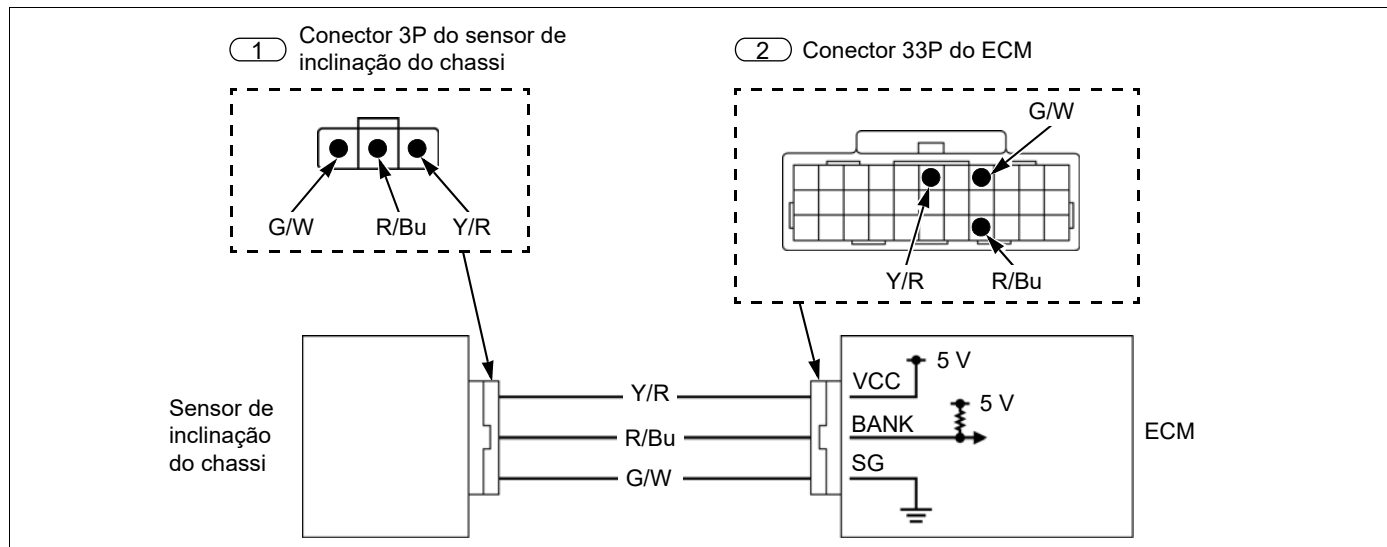 1 Conector 3P do sensor de
inclinação do chassi
2 Conector 33P do ECM
G/W
G/W R/Bu Y/R
Y/R R/Bu
5 V
VCC
Y/R
5 V
Sensor de
inclinação
do chassi
BANK
R/Bu
ECM
SG
G/W